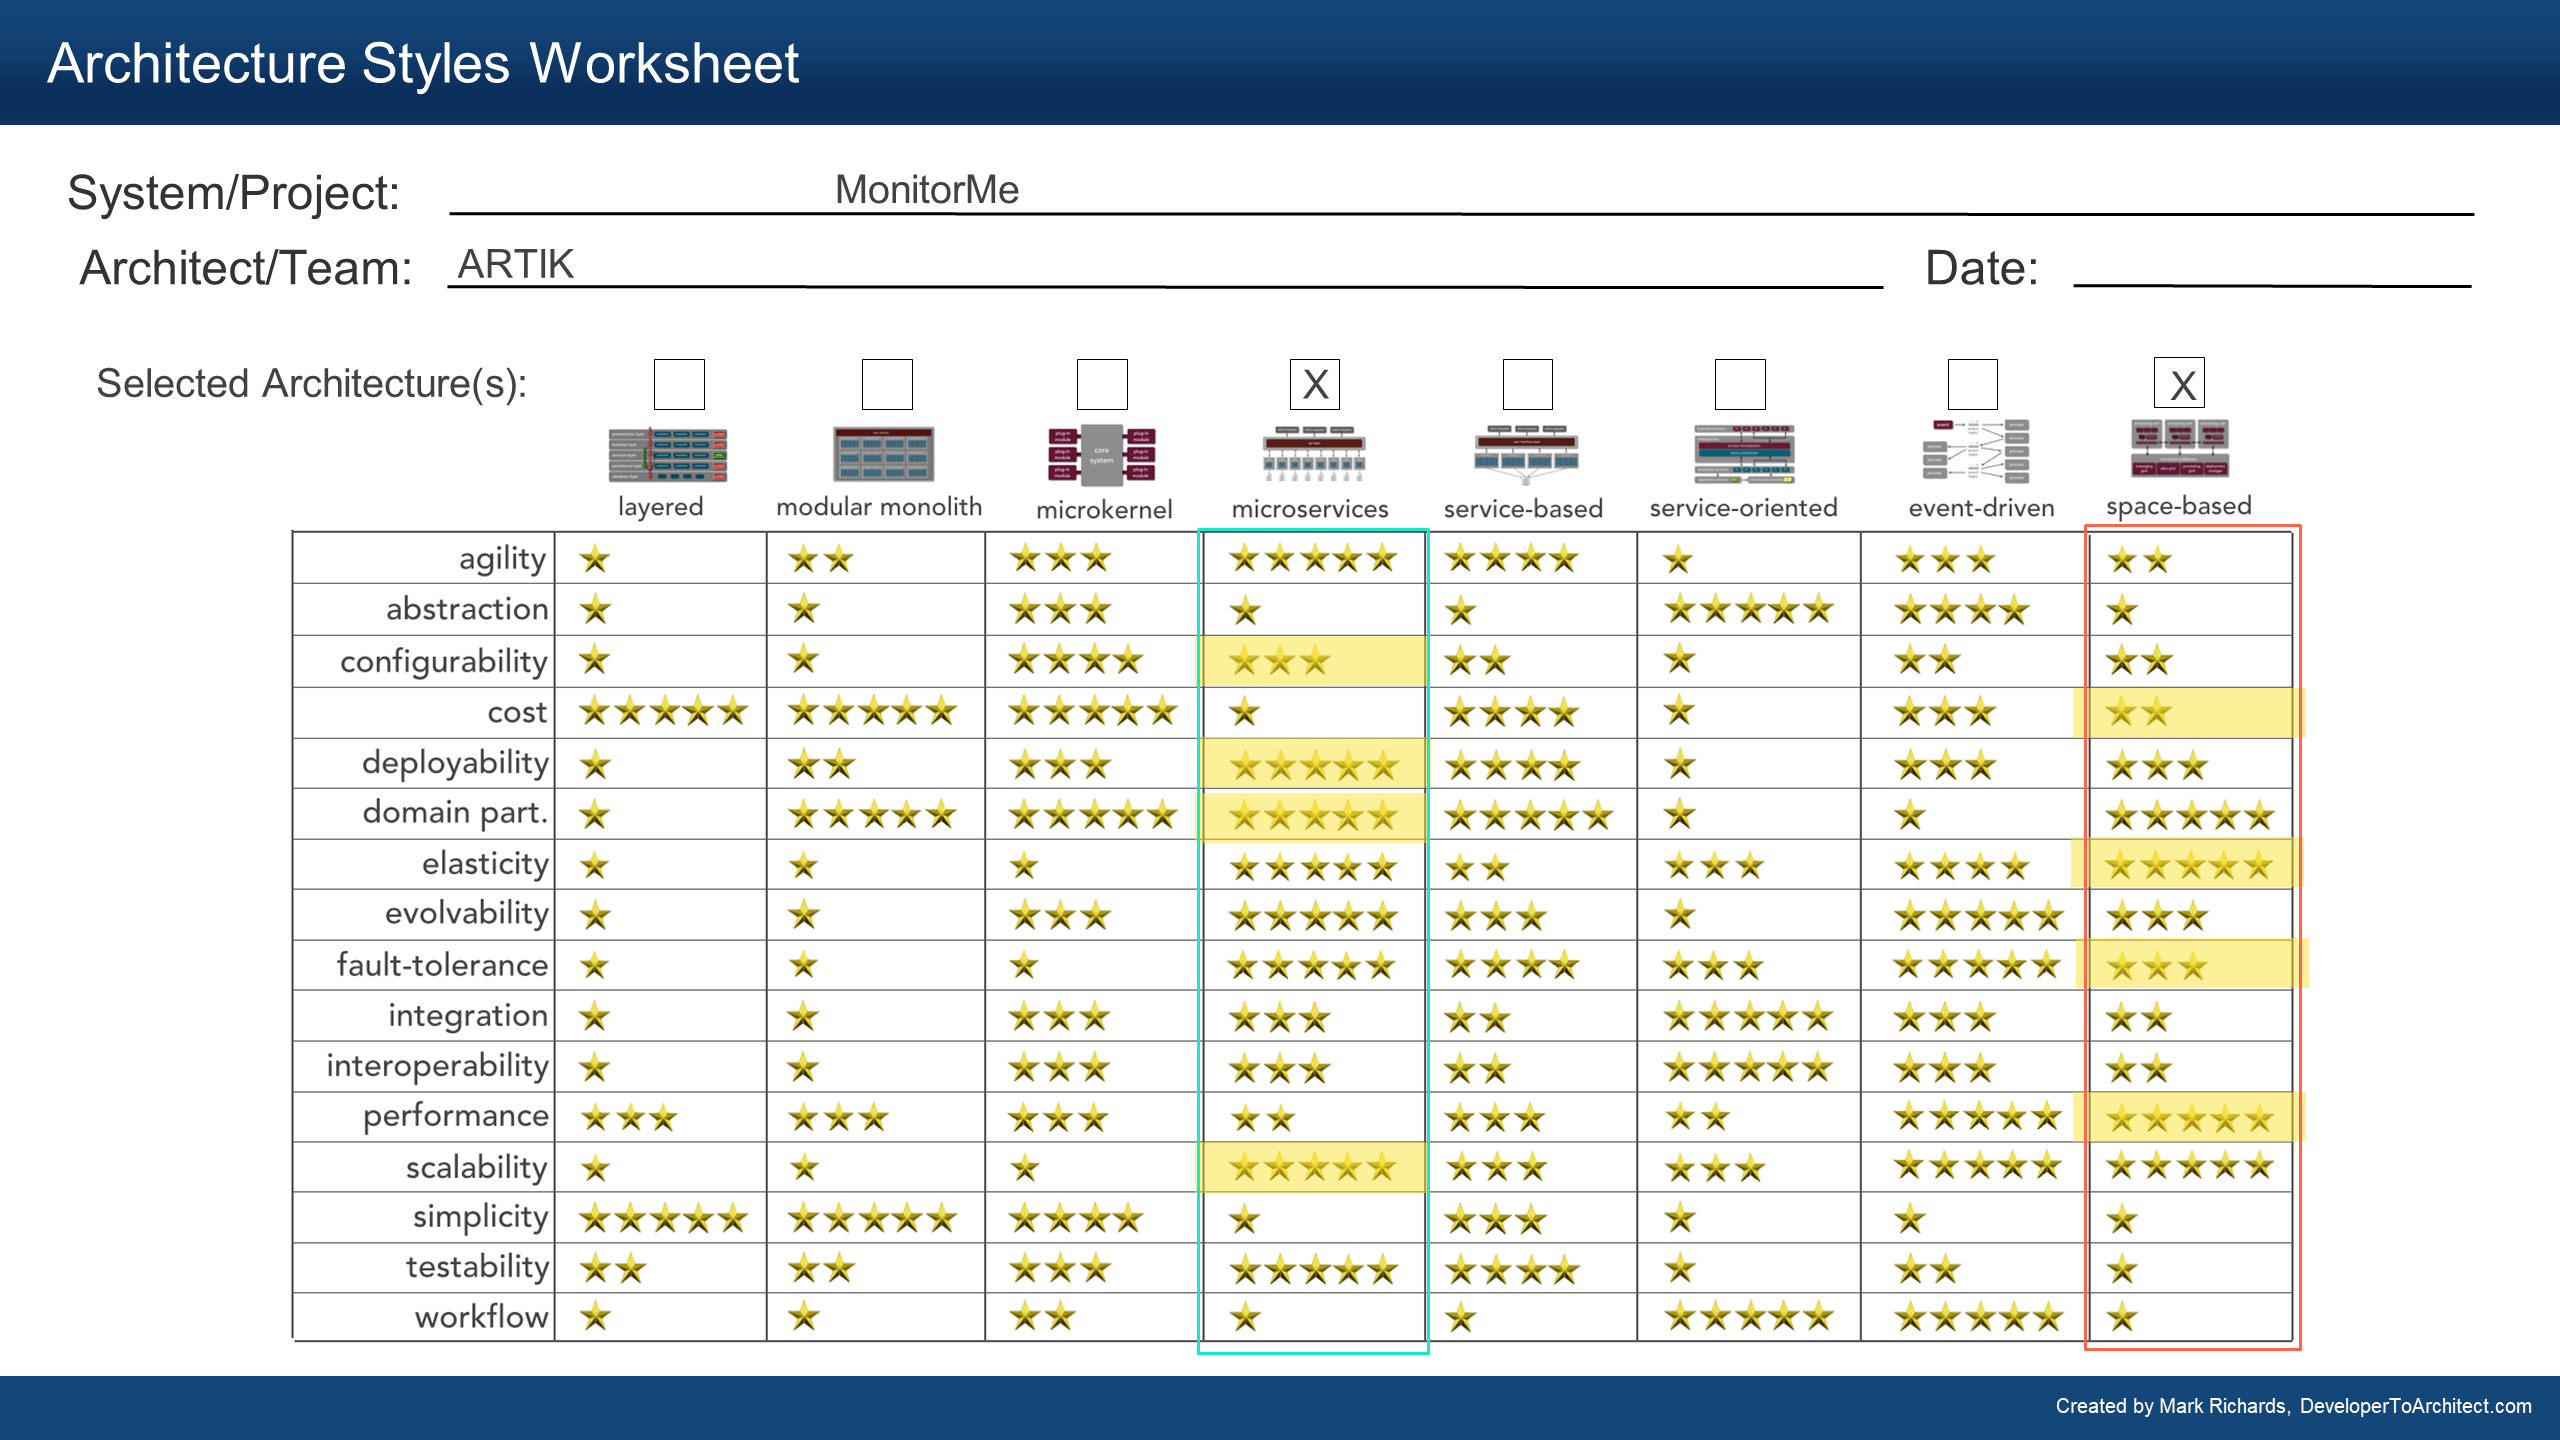 Architecture Styles Worksheet
System/Project: MonitorMe
Architect/Team: ARTIK Date:
Selected Architecture(s): X X
core system
layered modular monolith microkernel microservices service-based service-oriented event-driven space-based
agility
abstraction
configurability
cost
deployability
domain part.
elasticity
evolvability
fault-tolerance
integration
interoperability
performance
scalability
simplicity
testability
workflow
Created by Mark Richards, DeveloperToArchitect.com